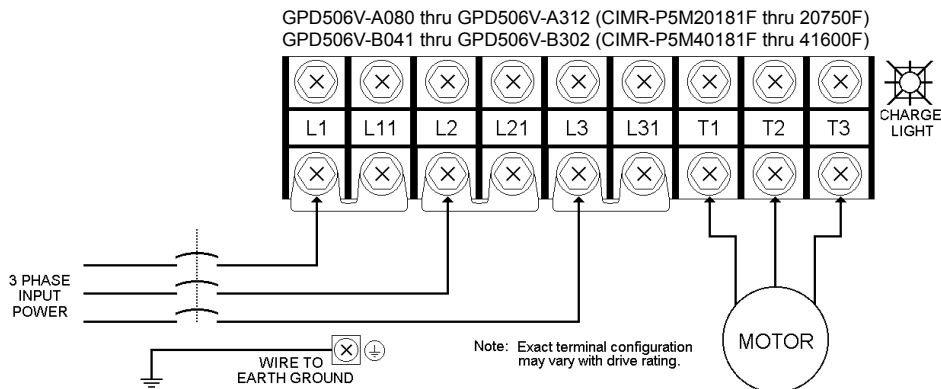 GPD506V-A080 thru GPD506V-A312 (CIMR-P5M20181F thru 20750F)
GPD506V-B041 thru GPD506V-B302 (CIMR-P5M40181F thru 41600F)
L1 L11 L2 L21 L3 L31 T1 T2 T3
CHARGE
LIGHT
3 PHASE
INPUT
POWER
WIRE TO
EARTH GROUND
Note: Exact terminal configuration
may vary with drive rating.
MOTOR